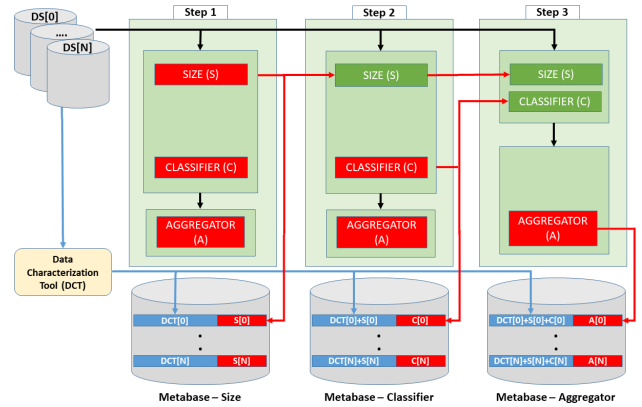 DS[0]
....
DS[N]
Step 1
Step 2
Step 3
SIZE (S)
CLASSIFIER (C)
AGGREGATOR
(A)
SIZE (S)
CLASSIFIER (C)
AGGREGATOR
(A)
SIZE (S)
CLASSIFIER (C)
AGGREGATOR
(A)
Data
Characterization
Tool (DCT)
DCT[0] S[0]
DCT[N] S[N]
Metabase – Size
DCT[0]+S[0] C[0]
DCT[N]+S[N] C[N]
Metabase – Classifier
DCT[0]+S[0]+C[0] A[0]
DCT[N]+S[N]+C[N] A[N]
Metabase – Aggregator